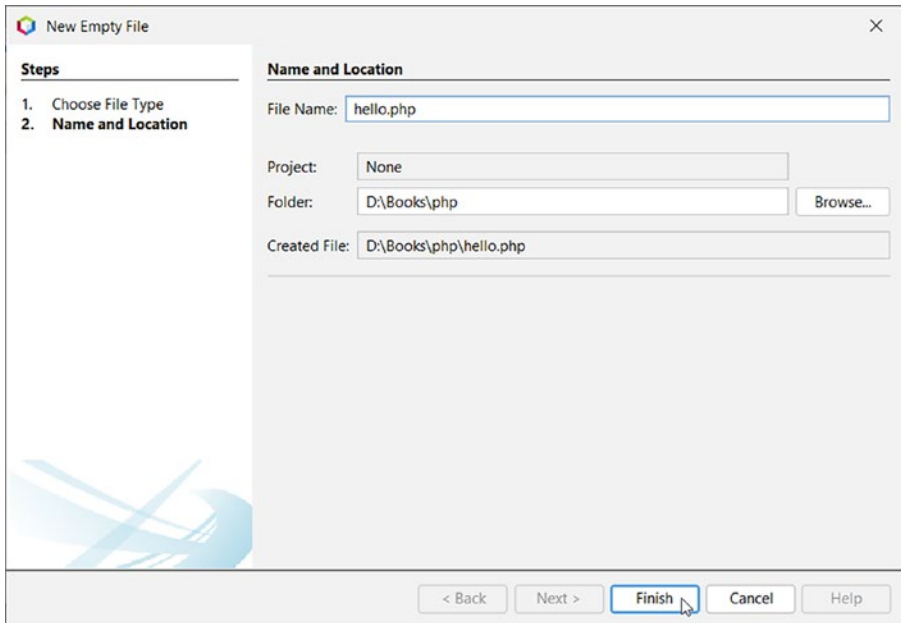 New Empty File
Steps
1. Choose File Type
2. Name and Location
Name and Location
File Name: hello.php
Project: None
Folder: D:\Books\php Browse...
Created File: D:\Books\php\hello.php
< Back Next > Finish Cancel Help